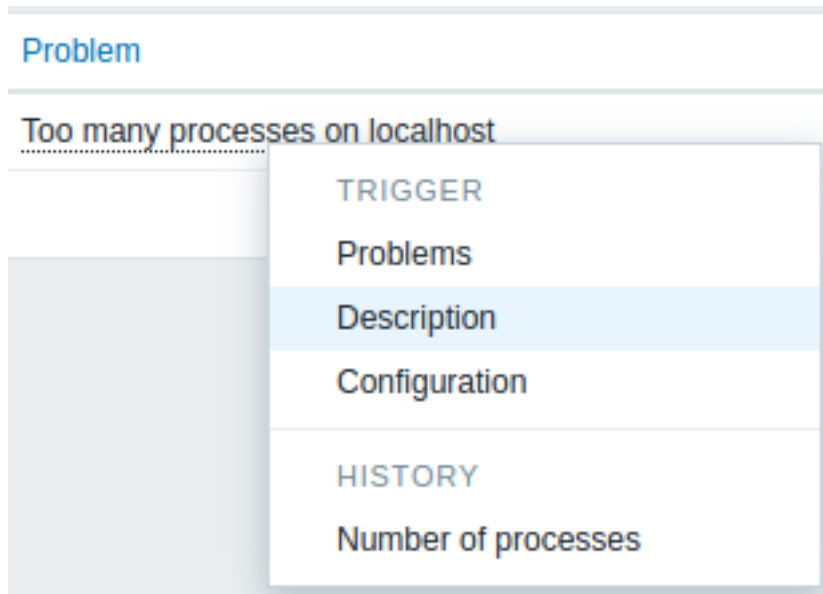 Problem
Too many processes on localhost
TRIGGER
Problems
Description
Configuration
HISTORY
Number of processes